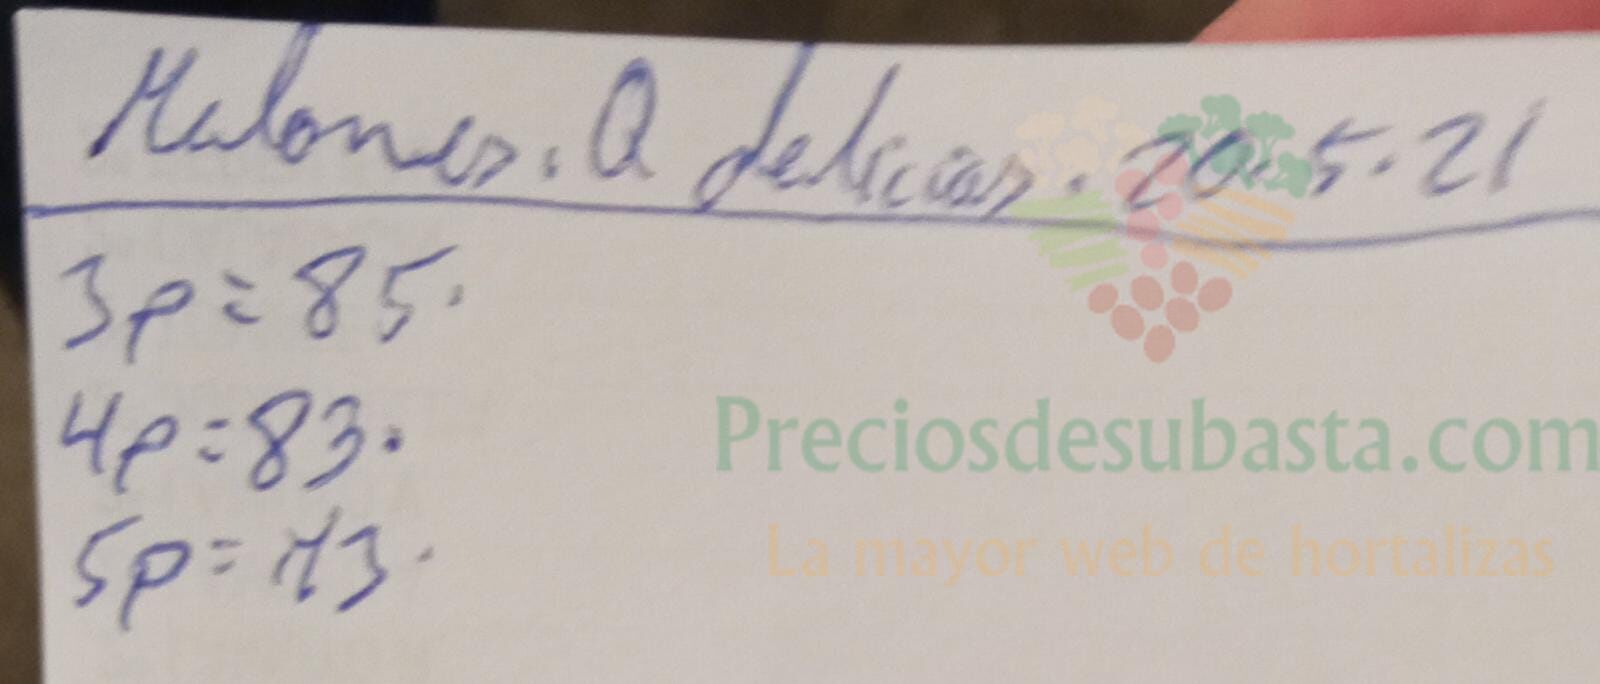 Melones. Q delicias. 20.5.21
3p=85.
4p=83.
5p=73.
Preciosdesubasta.com
La mayor web de hortalizas